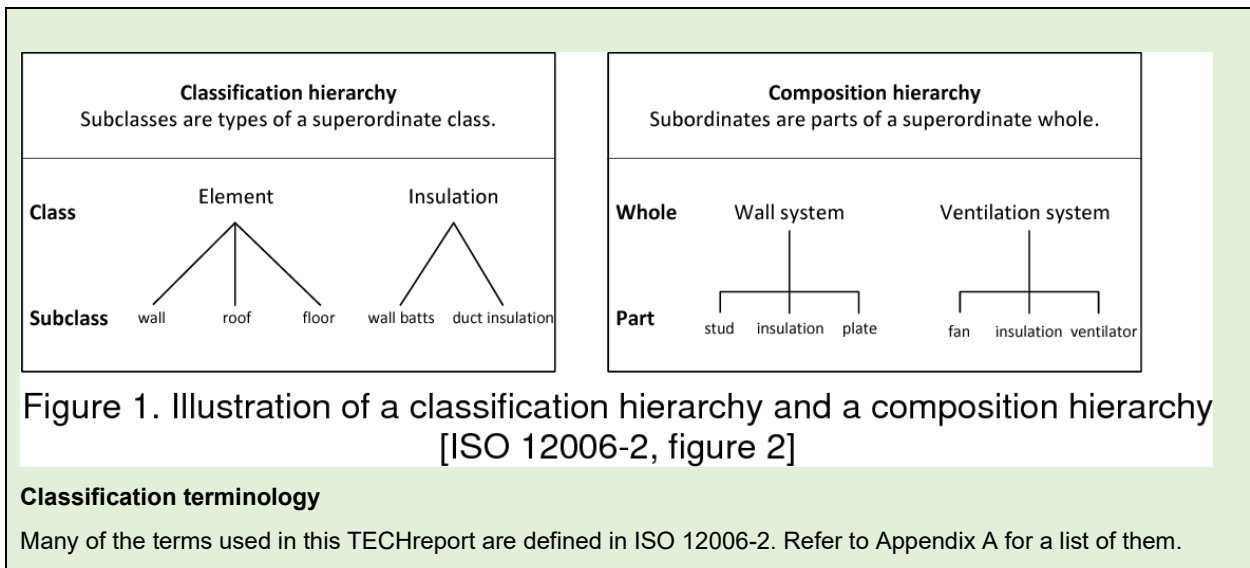 Classification hierarchy
Subclasses are types of a superordinate class.
Class
Element
Insulation
Subclass
wall
roof
floor
wall batts
duct insulation
Composition hierarchy
Subordinates are parts of a superordinate whole.
Whole
Wall system
Ventilation system
Part
stud
insulation
plate
fan
insulation
ventilator
Figure 1. Illustration of a classification hierarchy and a composition hierarchy
[ISO 12006-2, figure 2]
Classification terminology
Many of the terms used in this TECHreport are defined in ISO 12006-2. Refer to Appendix A for a list of them.